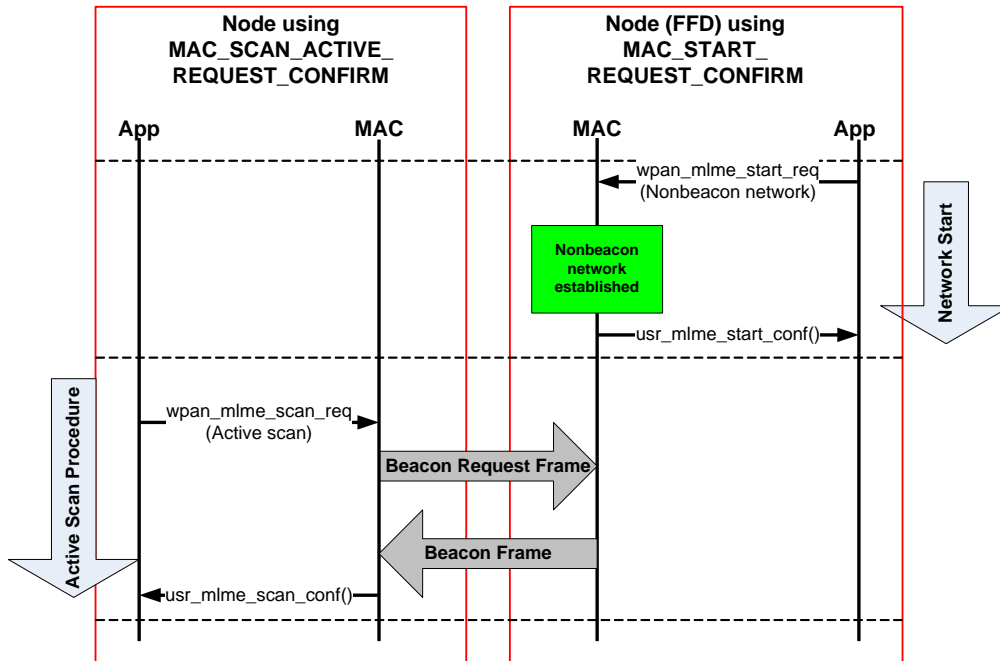 Node using
MAC_SCAN_ACTIVE_
REQUEST_CONFIRM
Node (FFD) using
MAC_START_
REQUEST_CONFIRM
App
MAC
MAC
App
wpan_mlme_start_req
(Nonbeacon network)
Nonbeacon
network
established
Network Start
usr_mlme_start_conf()
wpan_mlme_scan_req
(Active scan)
Active Scan Procedure
Beacon Request Frame
Beacon Frame
usr_mlme_scan_conf()